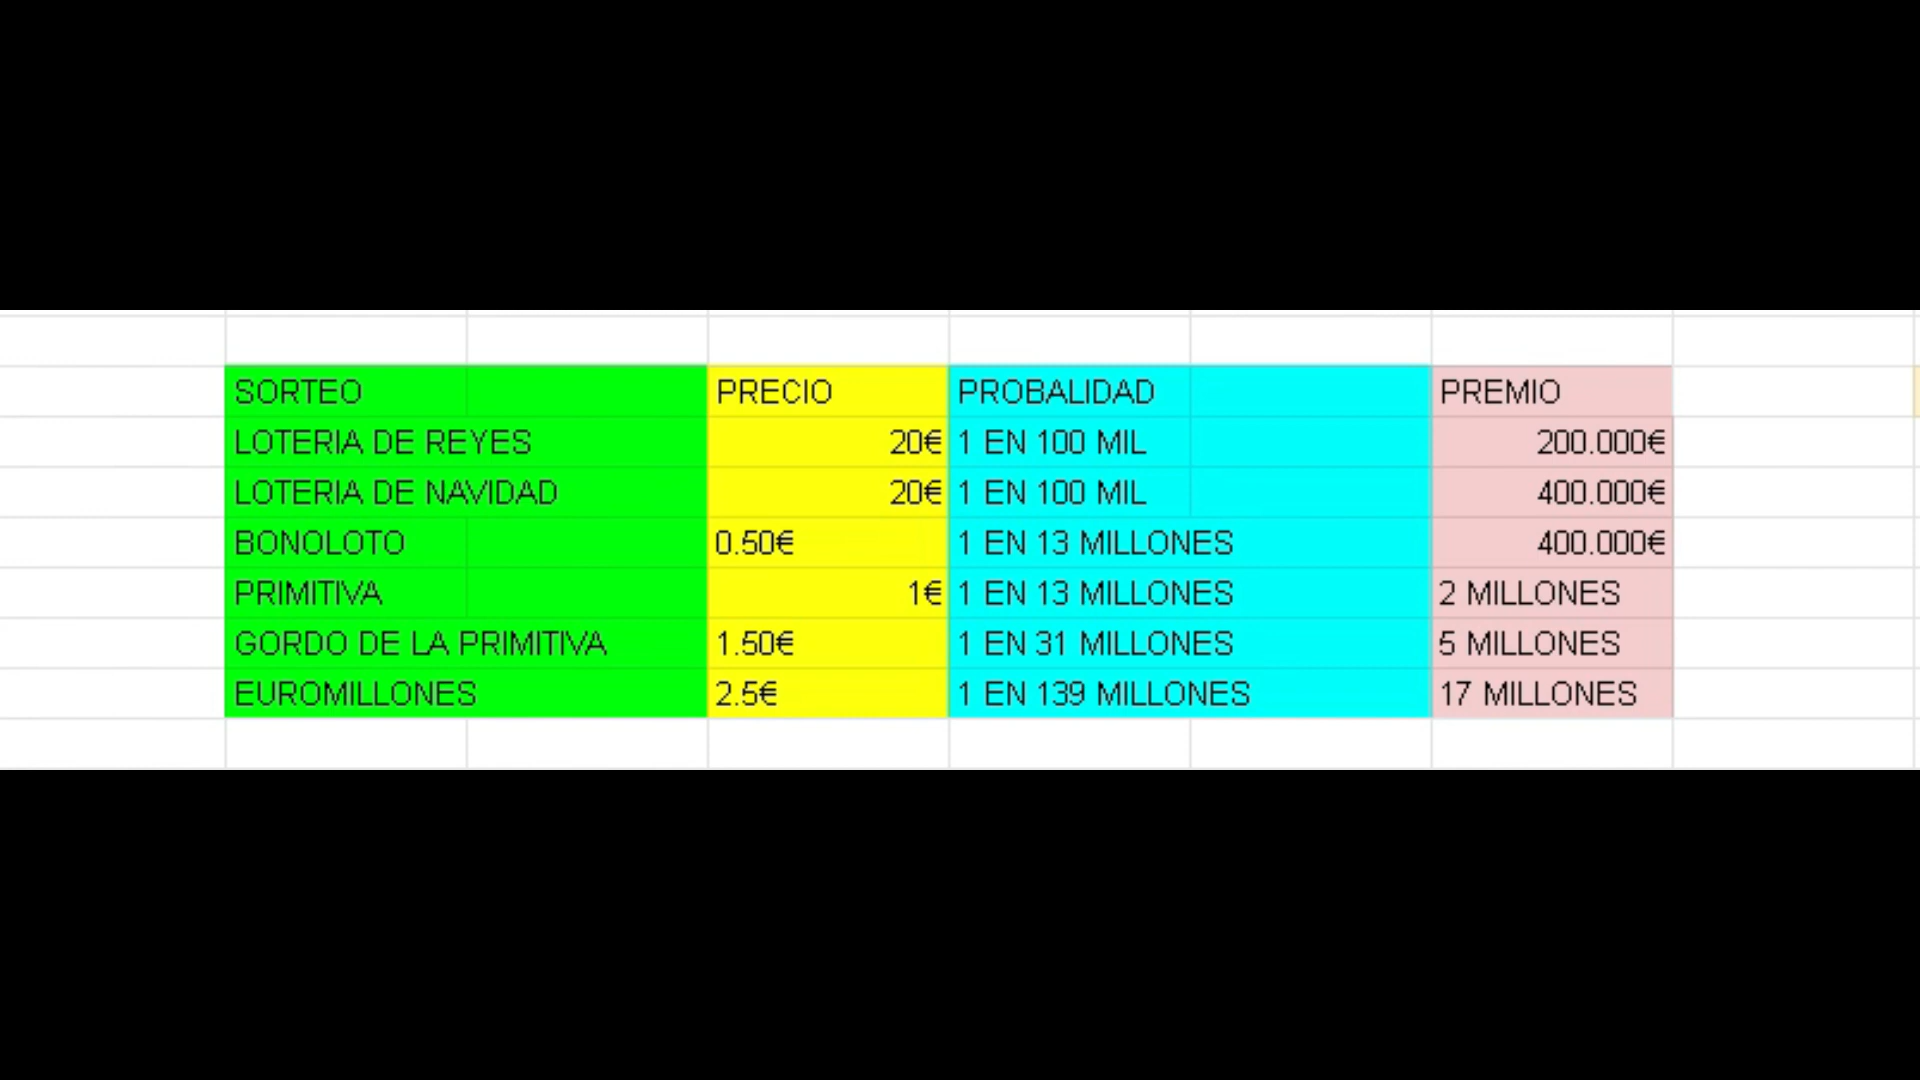 SORTEO PRECIO PROBALIDAD PREMIO
LOTERIA DE REYES 20€ 1 EN 100 MIL 200.000€
LOTERIA DE NAVIDAD 20€ 1 EN 100 MIL 400.000€
BONOLOTO 0.50€ 1 EN 13 MILLONES 400.000€
PRIMITIVA 1€ 1 EN 13 MILLONES 2 MILLONES
GORDO DE LA PRIMITIVA 1.50€ 1 EN 31 MILLONES 5 MILLONES
EUROMILLONES 2.5€ 1 EN 139 MILLONES 17 MILLONES